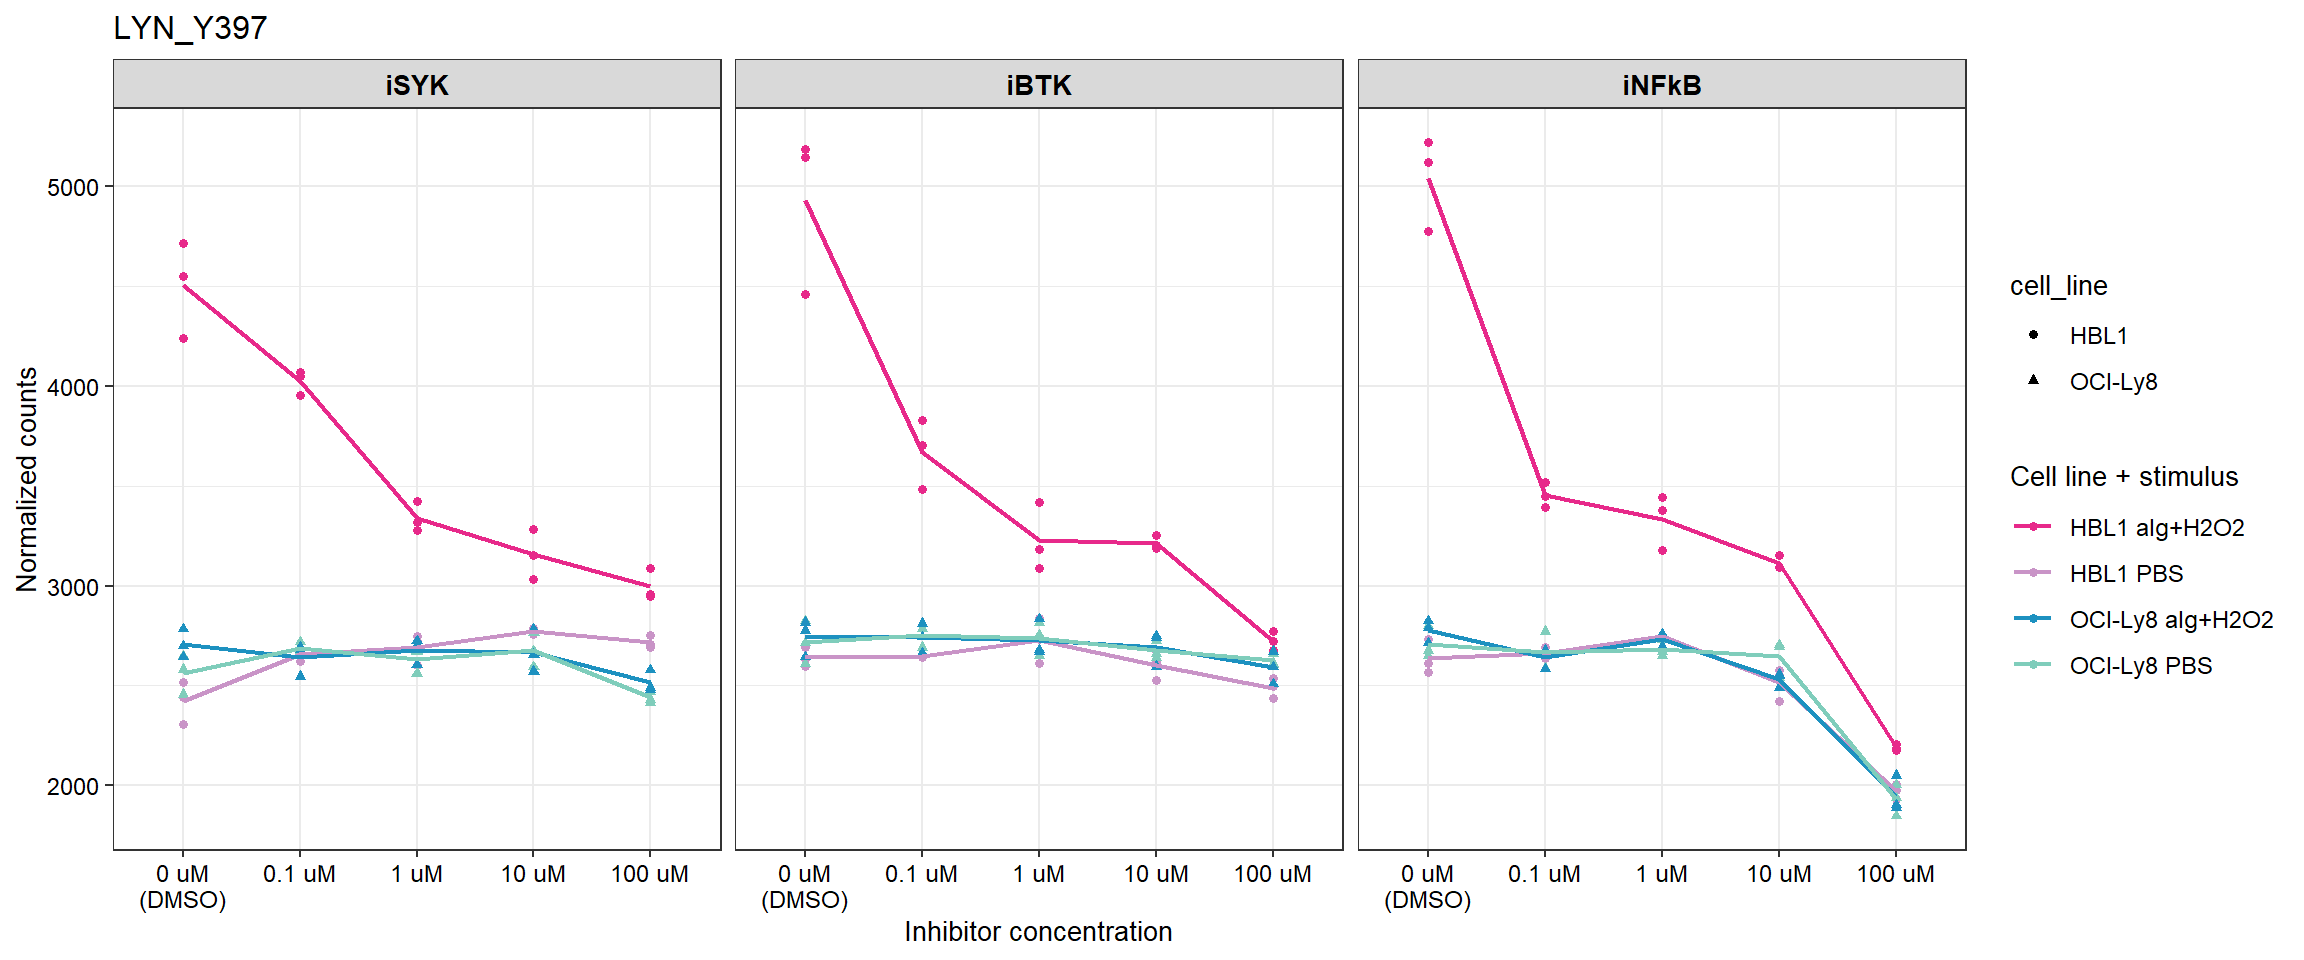 LYN_Y397
iSYK
iBTK
iNFkB
Normalized counts
5000
4000
3000
2000
0 uM
(DMSO)
0.1 uM
1 uM
10 uM
100 uM
0 uM
(DMSO)
0.1 uM
1 uM
10 uM
100 uM
0 uM
(DMSO)
0.1 uM
1 uM
10 uM
100 uM
Inhibitor concentration
cell_line
HBL1
OCI-Ly8
Cell line + stimulus
HBL1 aIg+H2O2
HBL1 PBS
OCI-Ly8 aIg+H2O2
OCI-Ly8 PBS